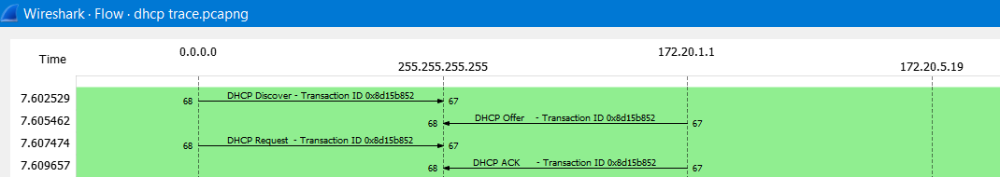 Wireshark · Flow · dhcp trace.pcapng
Time
0.0.0.0
255.255.255.255
172.20.1.1
172.20.5.19
7.602529 68 DHCP Discover - Transaction ID 0x8d15b852 67
7.605462 68 DHCP Offer - Transaction ID 0x8d15b852 67
7.607474 68 DHCP Request - Transaction ID 0x8d15b852 67
7.609657 68 DHCP ACK - Transaction ID 0x8d15b852 67